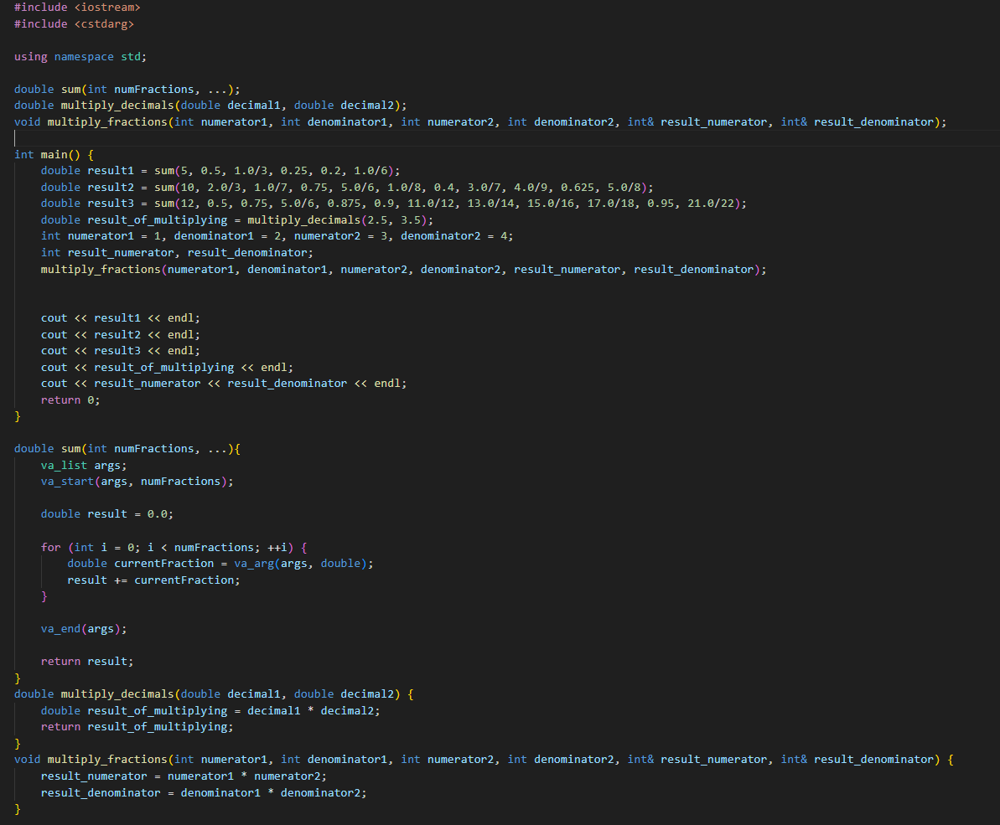 #include <iostream>
#include <cstdarg>
using namespace std;
double sum(int numFractions, ...);
double multiply_decimals(double decimal1, double decimal2);
void multiply_fractions(int numerator1, int denominator1, int numerator2, int denominator2, int& result_numerator, int& result_denominator);
int main() {
    double result1 = sum(5, 0.5, 1.0/3, 0.25, 0.2, 1.0/6);
    double result2 = sum(10, 2.0/3, 1.0/7, 0.75, 5.0/6, 1.0/8, 0.4, 3.0/7, 4.0/9, 0.625, 5.0/8);
    double result3 = sum(12, 0.5, 0.75, 5.0/6, 0.875, 0.9, 11.0/12, 13.0/14, 15.0/16, 17.0/18, 0.95, 21.0/22);
    double result_of_multiplying = multiply_decimals(2.5, 3.5);
    int numerator1 = 1, denominator1 = 2, numerator2 = 3, denominator2 = 4;
    int result_numerator, result_denominator;
    multiply_fractions(numerator1, denominator1, numerator2, denominator2, result_numerator, result_denominator);
    cout << result1 << endl;
    cout << result2 << endl;
    cout << result3 << endl;
    cout << result_of_multiplying << endl;
    cout << result_numerator << result_denominator << endl;
    return 0;
}
double sum(int numFractions, ...){
    va_list args;
    va_start(args, numFractions);
    double result = 0.0;
    for (int i = 0; i < numFractions; ++i) {
        double currentFraction = va_arg(args, double);
        result += currentFraction;
    }
    va_end(args);
    return result;
}
double multiply_decimals(double decimal1, double decimal2) {
    double result_of_multiplying = decimal1 * decimal2;
    return result_of_multiplying;
}
void multiply_fractions(int numerator1, int denominator1, int numerator2, int denominator2, int& result_numerator, int& result_denominator) {
    result_numerator = numerator1 * numerator2;
    result_denominator = denominator1 * denominator2;
}